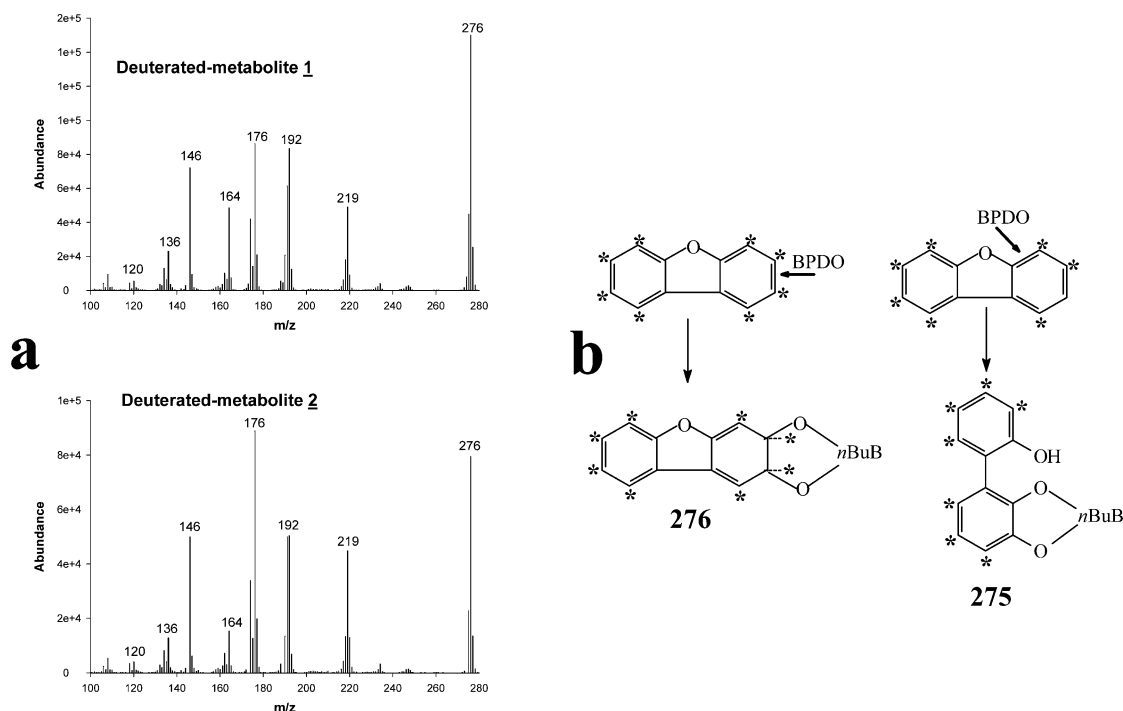 2e+5
1e+5
1e+5
1e+5
8e+4
6e+4
4e+4
2e+4
0
Abundance
Deuterated-metabolite 1
276
176
192
146
164
219
136
120
100 120 140 160 180 200 220 240 260 280
m/z
a
1e+5
8e+4
6e+4
4e+4
2e+4
0
Abundance
Deuterated-metabolite 2
176
276
146
192
219
136
164
120
100 120 140 160 180 200 220 240 260 280
m/z
b
* * O * *
* * BPDO
* *
* *
* * O *
* * *
* O
nBuB
* *
* * O
276
BPDO
* O *
* *
*
* *
*
* *
* OH
* O
nBuB
* O
*
275